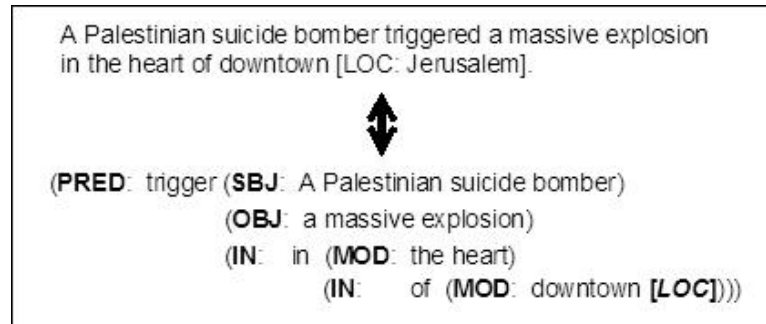 A Palestinian suicide bomber triggered a massive explosion
in the heart of downtown [LOC: Jerusalem].
(PRED: trigger (SBJ: A Palestinian suicide bomber)
(OBJ: a massive explosion)
(IN: in (MOD: the heart)
(IN: of (MOD: downtown [LOC])))